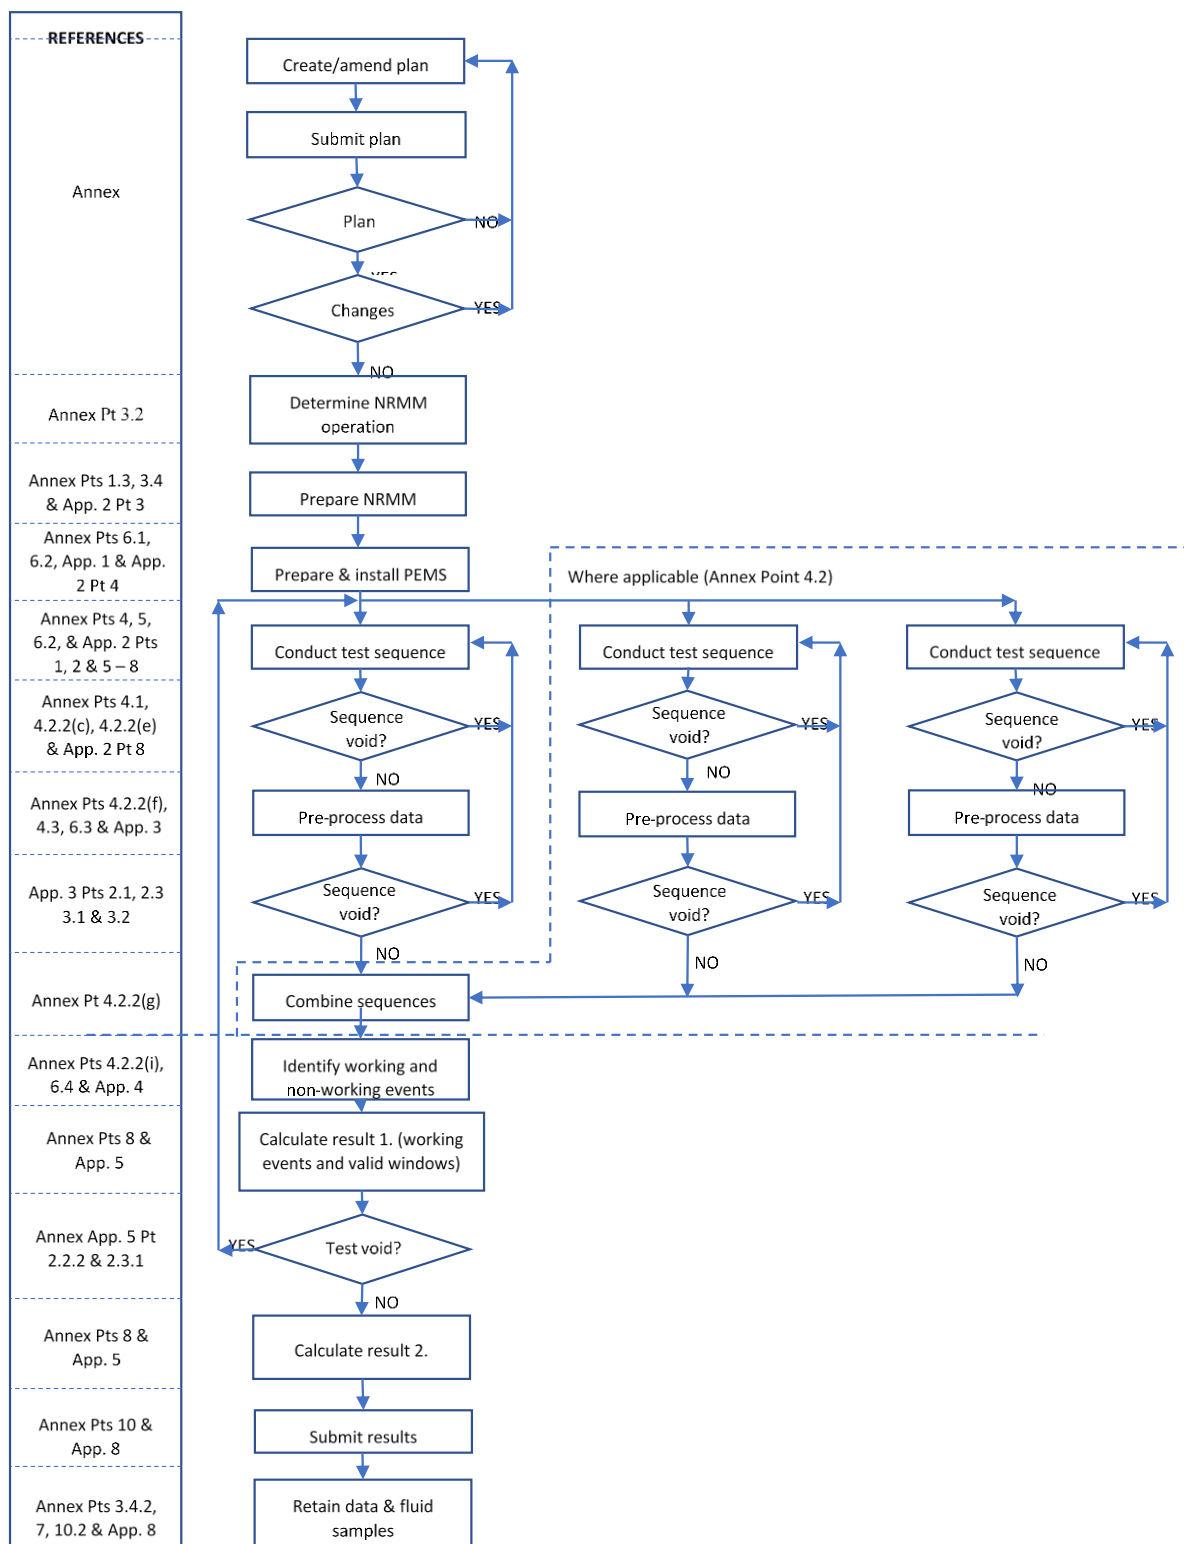 REFERENCES
Create/amend plan
Submit plan
Annex
Plan
NO
YES
Changes
YES
NO
Annex Pt 3.2
Determine NRMM
operation
Annex Pts 1.3, 3.4
& App. 2 Pt 3
Prepare NRMM
Annex Pts 6.1,
6.2, App. 1 & App.
2 Pt 4
Prepare & install PEMS
Where applicable (Annex Point 4.2)
Annex Pts 4, 5,
6.2, & App. 2 Pts
1, 2 & 5 – 8
Conduct test sequence
Conduct test sequence
Conduct test sequence
Annex Pts 4.1,
4.2.2(c), 4.2.2(e)
& App. 2 Pt 8
Sequence
void?
YES
NO
Sequence
void?
YES
NO
Sequence
void?
YES
NO
Annex Pts 4.2.2(f),
4.3, 6.3 & App. 3
Pre-process data
Pre-process data
Pre-process data
App. 3 Pts 2.1, 2.3
3.1 & 3.2
Sequence
void?
YES
NO
Sequence
void?
YES
NO
Sequence
void?
YES
NO
Annex Pt 4.2.2(g)
Combine sequences
Annex Pts 4.2.2(i),
6.4 & App. 4
Identify working and
non-working events
Annex Pts 8 &
App. 5
Calculate result 1. (working
events and valid windows)
Annex App. 5 Pt
2.2.2 & 2.3.1
YES
Test void?
NO
Annex Pts 8 &
App. 5
Calculate result 2.
Annex Pts 10 &
App. 8
Submit results
Annex Pts 3.4.2,
7, 10.2 & App. 8
Retain data & fluid
samples